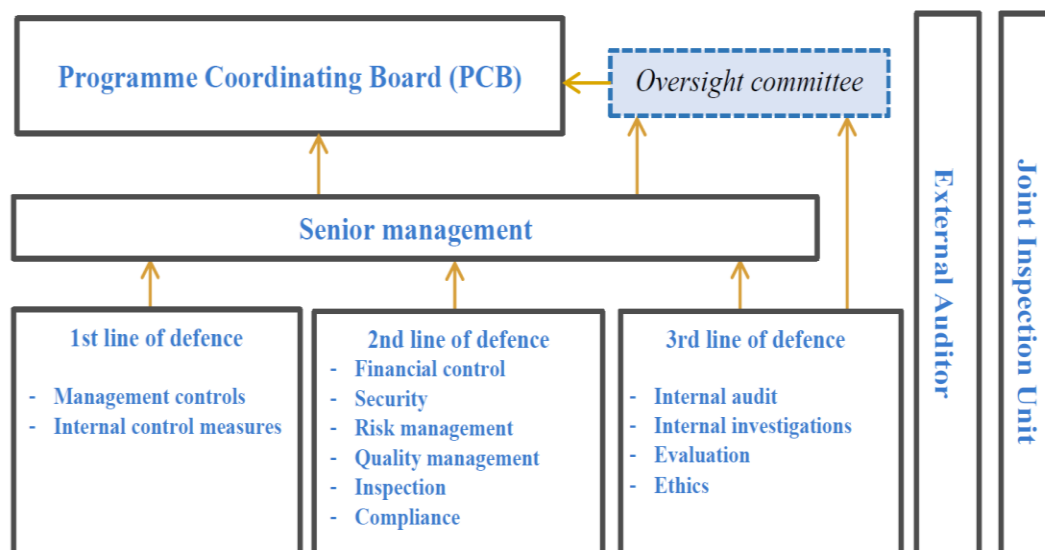 Programme Coordinating Board (PCB)
Oversight committee
Senior management
1st line of defence
- Management controls
- Internal control measures
2nd line of defence
- Financial control
- Security
- Risk management
- Quality management
- Inspection
- Compliance
3rd line of defence
- Internal audit
- Internal investigations
- Evaluation
- Ethics
External Auditor
Joint Inspection Unit